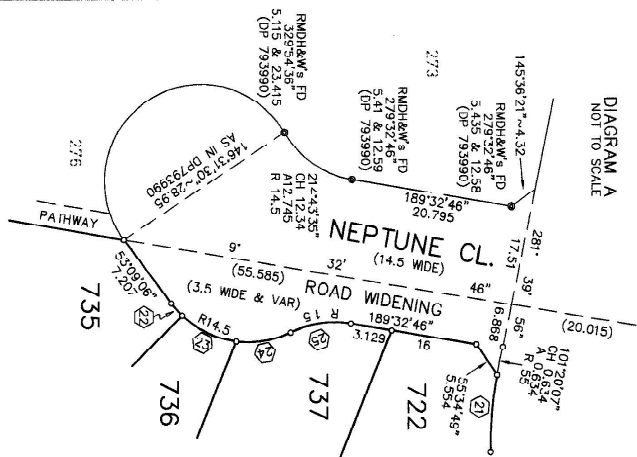 DIAGRAM A
NOT TO SCALE
145°36'21"~4.32
RMDH&W's FD
279°32'46"
5.435 & 12.58
(DP 793990)
273
RMDH&W's FD
279°32'46"
5.41 & 12.59
(DP 793990)
RMDH&W's FD
329°54'36"
5.115 & 23.415
(DP 793990)
189°32'46"
20.795
281° 39' 56"
17.51
6.868
(20.015)
NEPTUNE CL.
(14.5 WIDE)
214°43'35"
CH 12.34
A12.745
R 14.5
146°31'30"~28.95
AS IN DP793990
276
PATHWAY
9° 32' 46"
(55.585)
ROAD WIDENING
(3.5 WIDE & VAR)
53°09'06"
7.207
22
R14.5
23
24
R 15
25
189°32'46"
3.129
16
101°20'07"
CH 0.634
A 0.634
R 55
55°34'49"
5.554
21
735
736
737
722